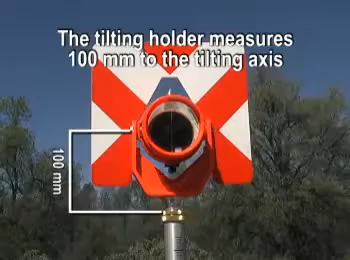 The tilting holder measures
100 mm to the tilting axis
100 mm